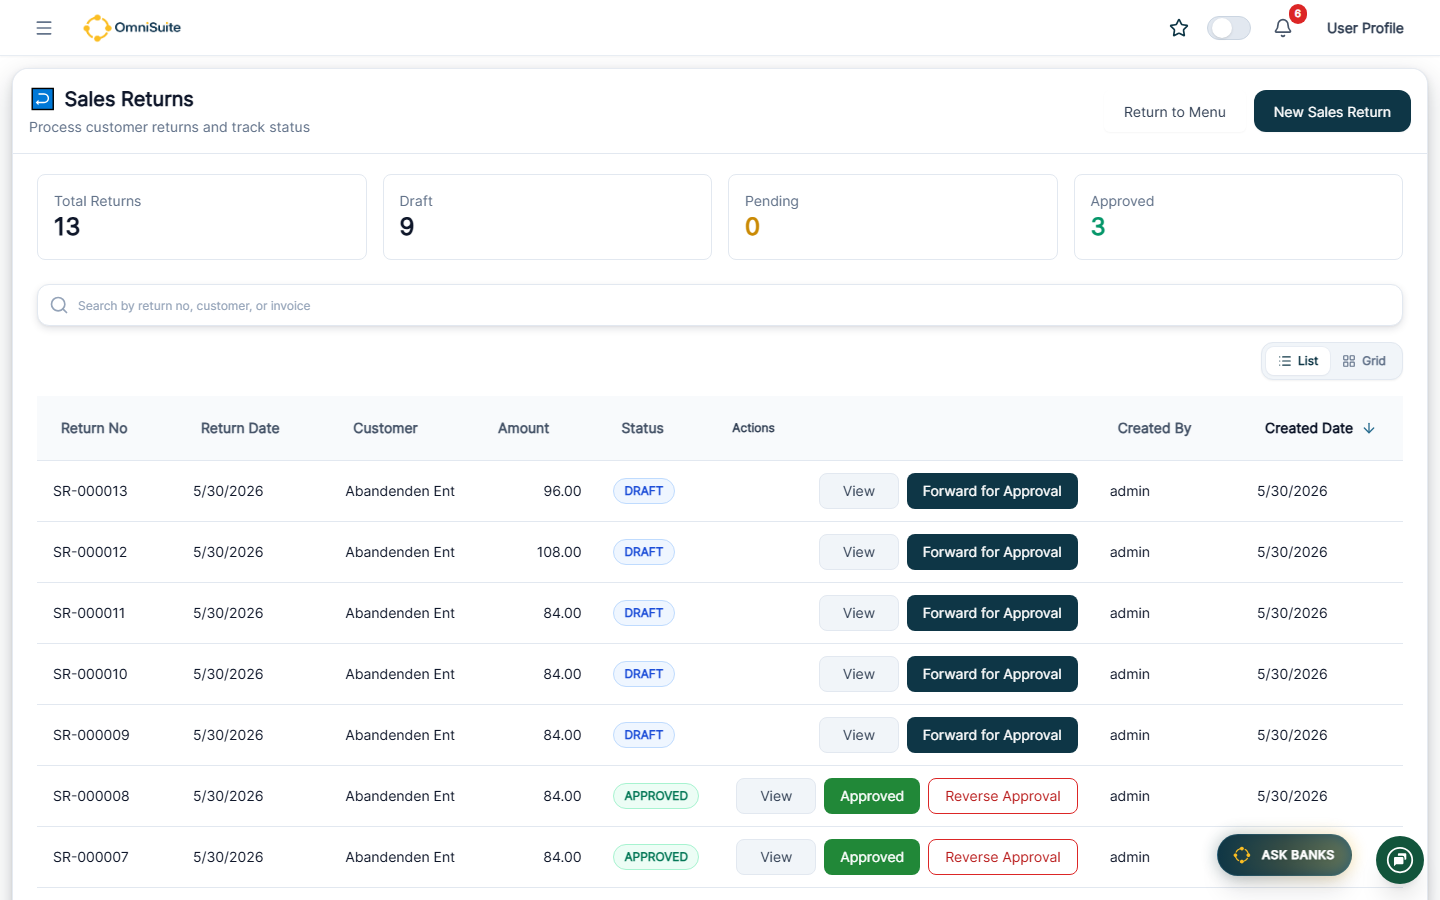 OmniSuite
6
User Profile
Sales Returns
Process customer returns and track status
Return to Menu
New Sales Return
Total Returns
13
Draft
9
Pending
0
Approved
3
Search by return no, customer, or invoice
List
Grid
Return No Return Date Customer Amount Status Actions Created By Created Date
SR-000013 5/30/2026 Abandenden Ent 96.00 DRAFT View Forward for Approval admin 5/30/2026
SR-000012 5/30/2026 Abandenden Ent 108.00 DRAFT View Forward for Approval admin 5/30/2026
SR-000011 5/30/2026 Abandenden Ent 84.00 DRAFT View Forward for Approval admin 5/30/2026
SR-000010 5/30/2026 Abandenden Ent 84.00 DRAFT View Forward for Approval admin 5/30/2026
SR-000009 5/30/2026 Abandenden Ent 84.00 DRAFT View Forward for Approval admin 5/30/2026
SR-000008 5/30/2026 Abandenden Ent 84.00 APPROVED View Approved Reverse Approval admin 5/30/2026
SR-000007 5/30/2026 Abandenden Ent 84.00 APPROVED View Approved Reverse Approval admin
ASK BANKS